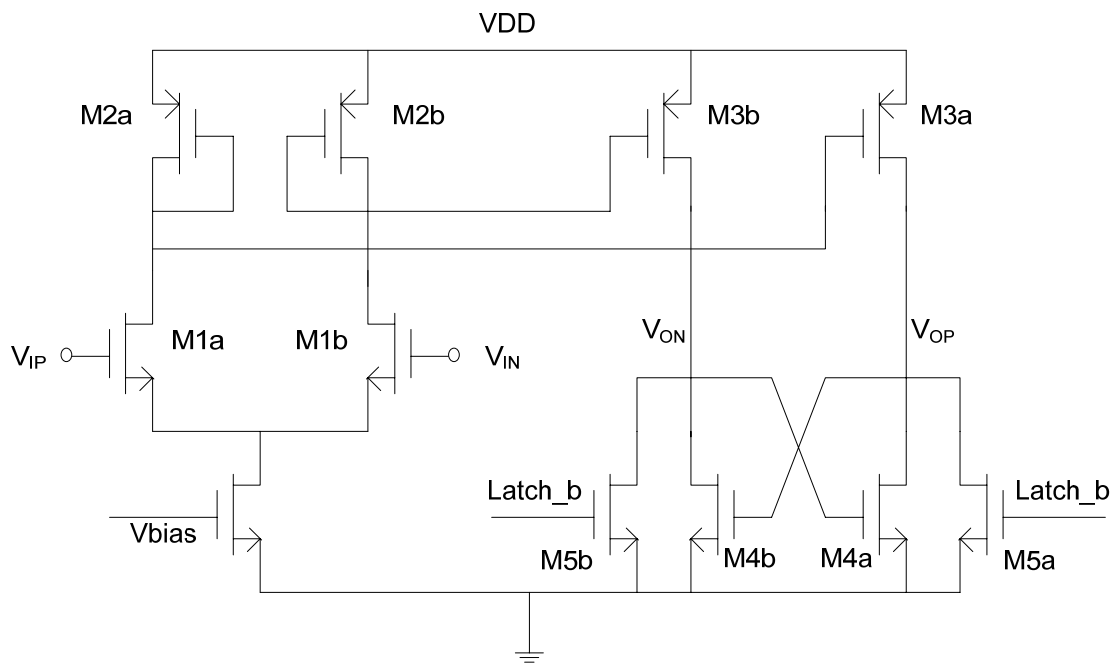 VDD
M2a
M2b
M3b
M3a
M1a
M1b
VON
VOP
VIP
VIN
Latch_b
Latch_b
Vbias
M5b
M4b
M4a
M5a